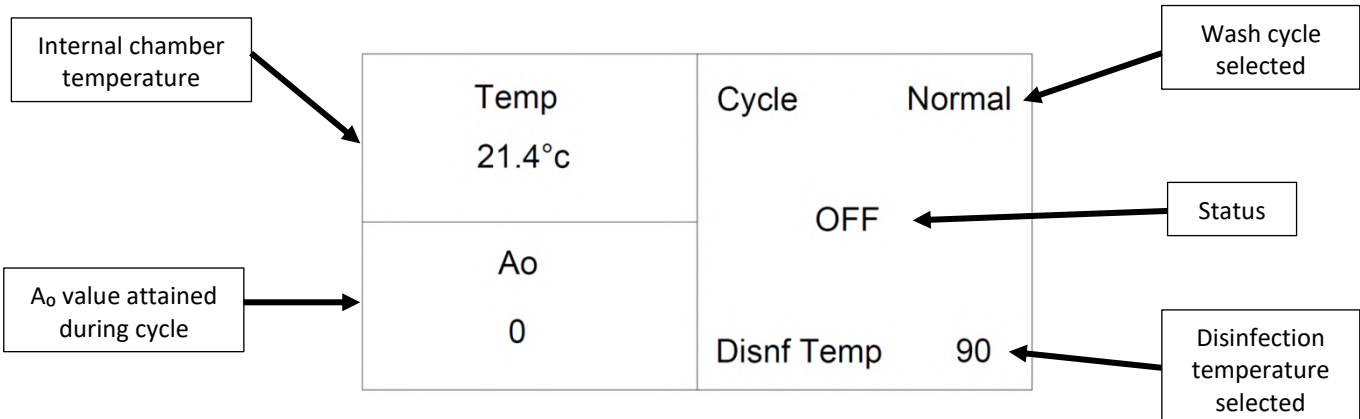 Internal chamber
temperature
Wash cycle
selected
Temp
21.4°c
Cycle Normal
OFF
Status
Ao
0
A₀ value attained
during cycle
Disnf Temp 90
Disinfection
temperature
selected